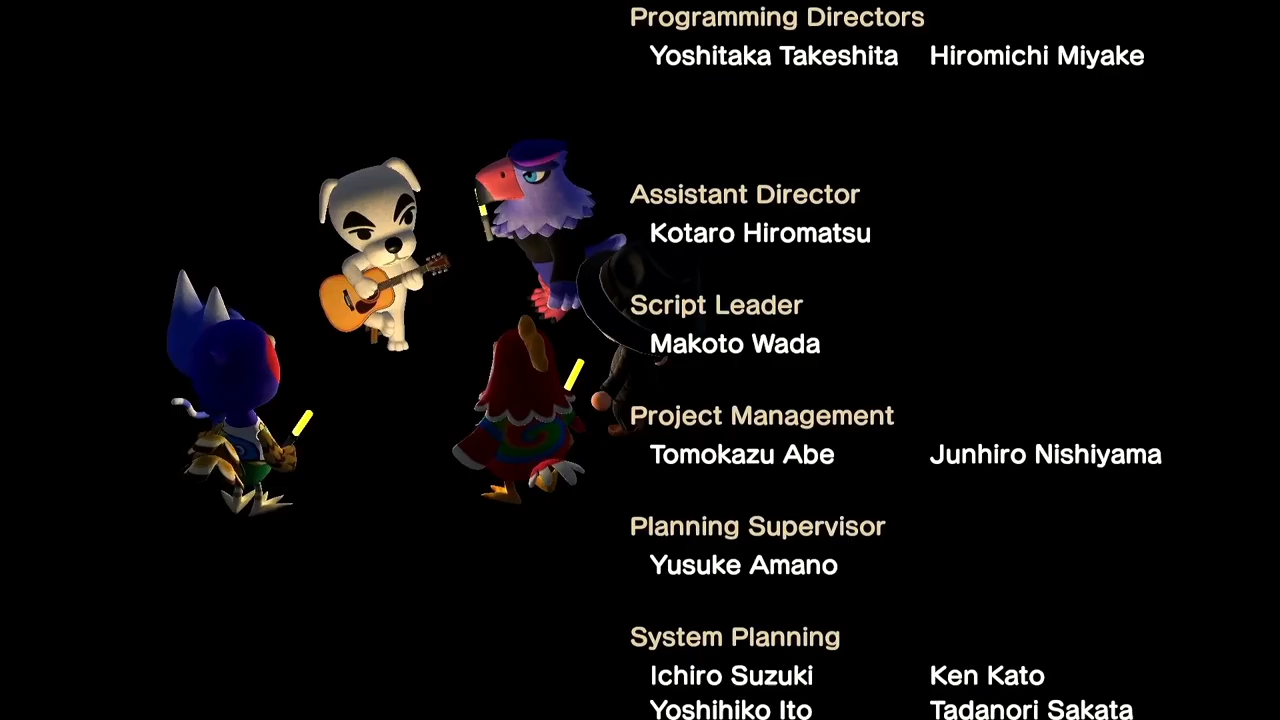 Programming Directors
Yoshitaka Takeshita Hiromichi Miyake
Assistant Director
Kotaro Hiromatsu
Script Leader
Makoto Wada
Project Management
Tomokazu Abe Junhiro Nishiyama
Planning Supervisor
Yusuke Amano
System Planning
Ichiro Suzuki Ken Kato
Yoshihiko Ito Tadanori Sakata